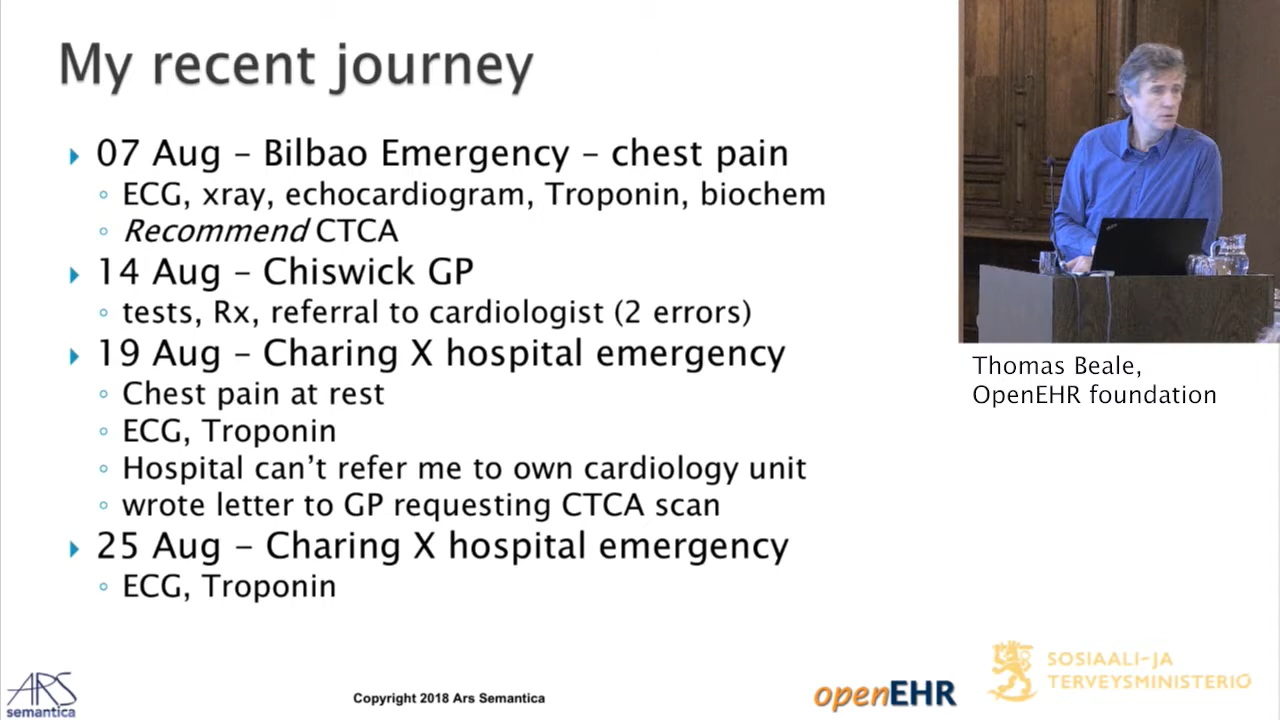 My recent journey
07 Aug – Bilbao Emergency – chest pain
ECG, xray, echocardiogram, Troponin, biochem
Recommend CTCA
14 Aug – Chiswick GP
tests, Rx, referral to cardiologist (2 errors)
19 Aug – Charing X hospital emergency
Chest pain at rest
ECG, Troponin
Hospital can't refer me to own cardiology unit
wrote letter to GP requesting CTCA scan
25 Aug – Charing X hospital emergency
ECG, Troponin
Thomas Beale,
OpenEHR foundation
ARS
semantica
Copyright 2018 Ars Semantica
openEHR
SOSIAALI-JA
TERVEYSMINISTERIÖ